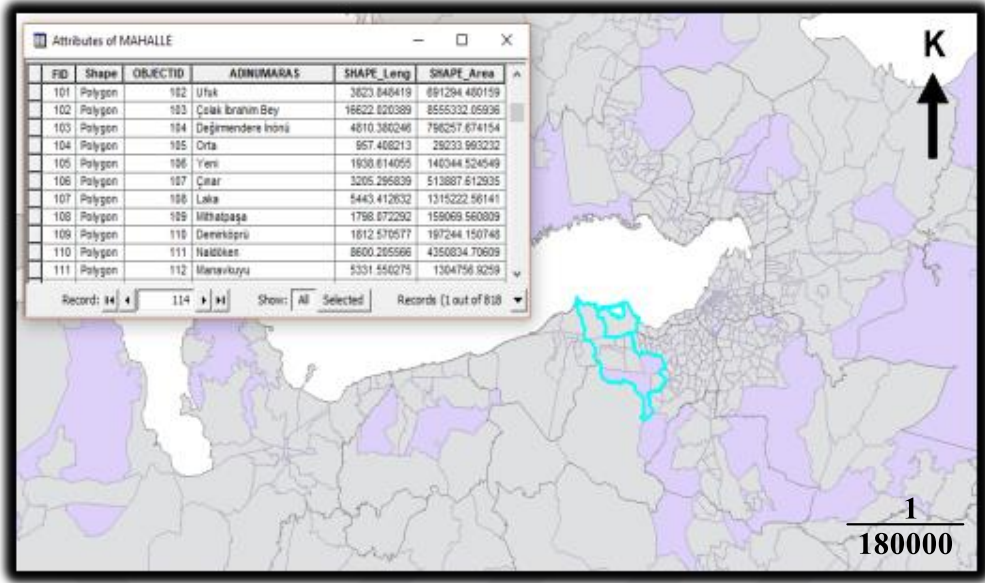 Attributes of MAHALLE
FID Shape OBJECTID ADINUMARAS SHAPE_Leng SHAPE_Area
101 Polygon 102 Ufuk 3823.848419 691294.480159
102 Polygon 103 Çolak İbrahim Bey 16622.020389 8555332.05936
103 Polygon 104 Değirmendere İnönü 4810.380246 798257.674154
104 Polygon 105 Orta 957.408213 29233.993232
105 Polygon 106 Yeni 1938.614055 140344.524549
106 Polygon 107 Çınar 3205.295839 513887.612935
107 Polygon 108 Laka 5443.412632 1315222.56141
108 Polygon 109 Mithatpaşa 1798.072292 159069.560809
109 Polygon 110 Demirköprü 1812.570577 197244.150748
110 Polygon 111 Naldöken 8600.205566 4350834.70609
111 Polygon 112 Manavkuyu 5331.550275 1304756.9259
Record: 114 Show: All Selected Records (1 out of 818
K
1
180000